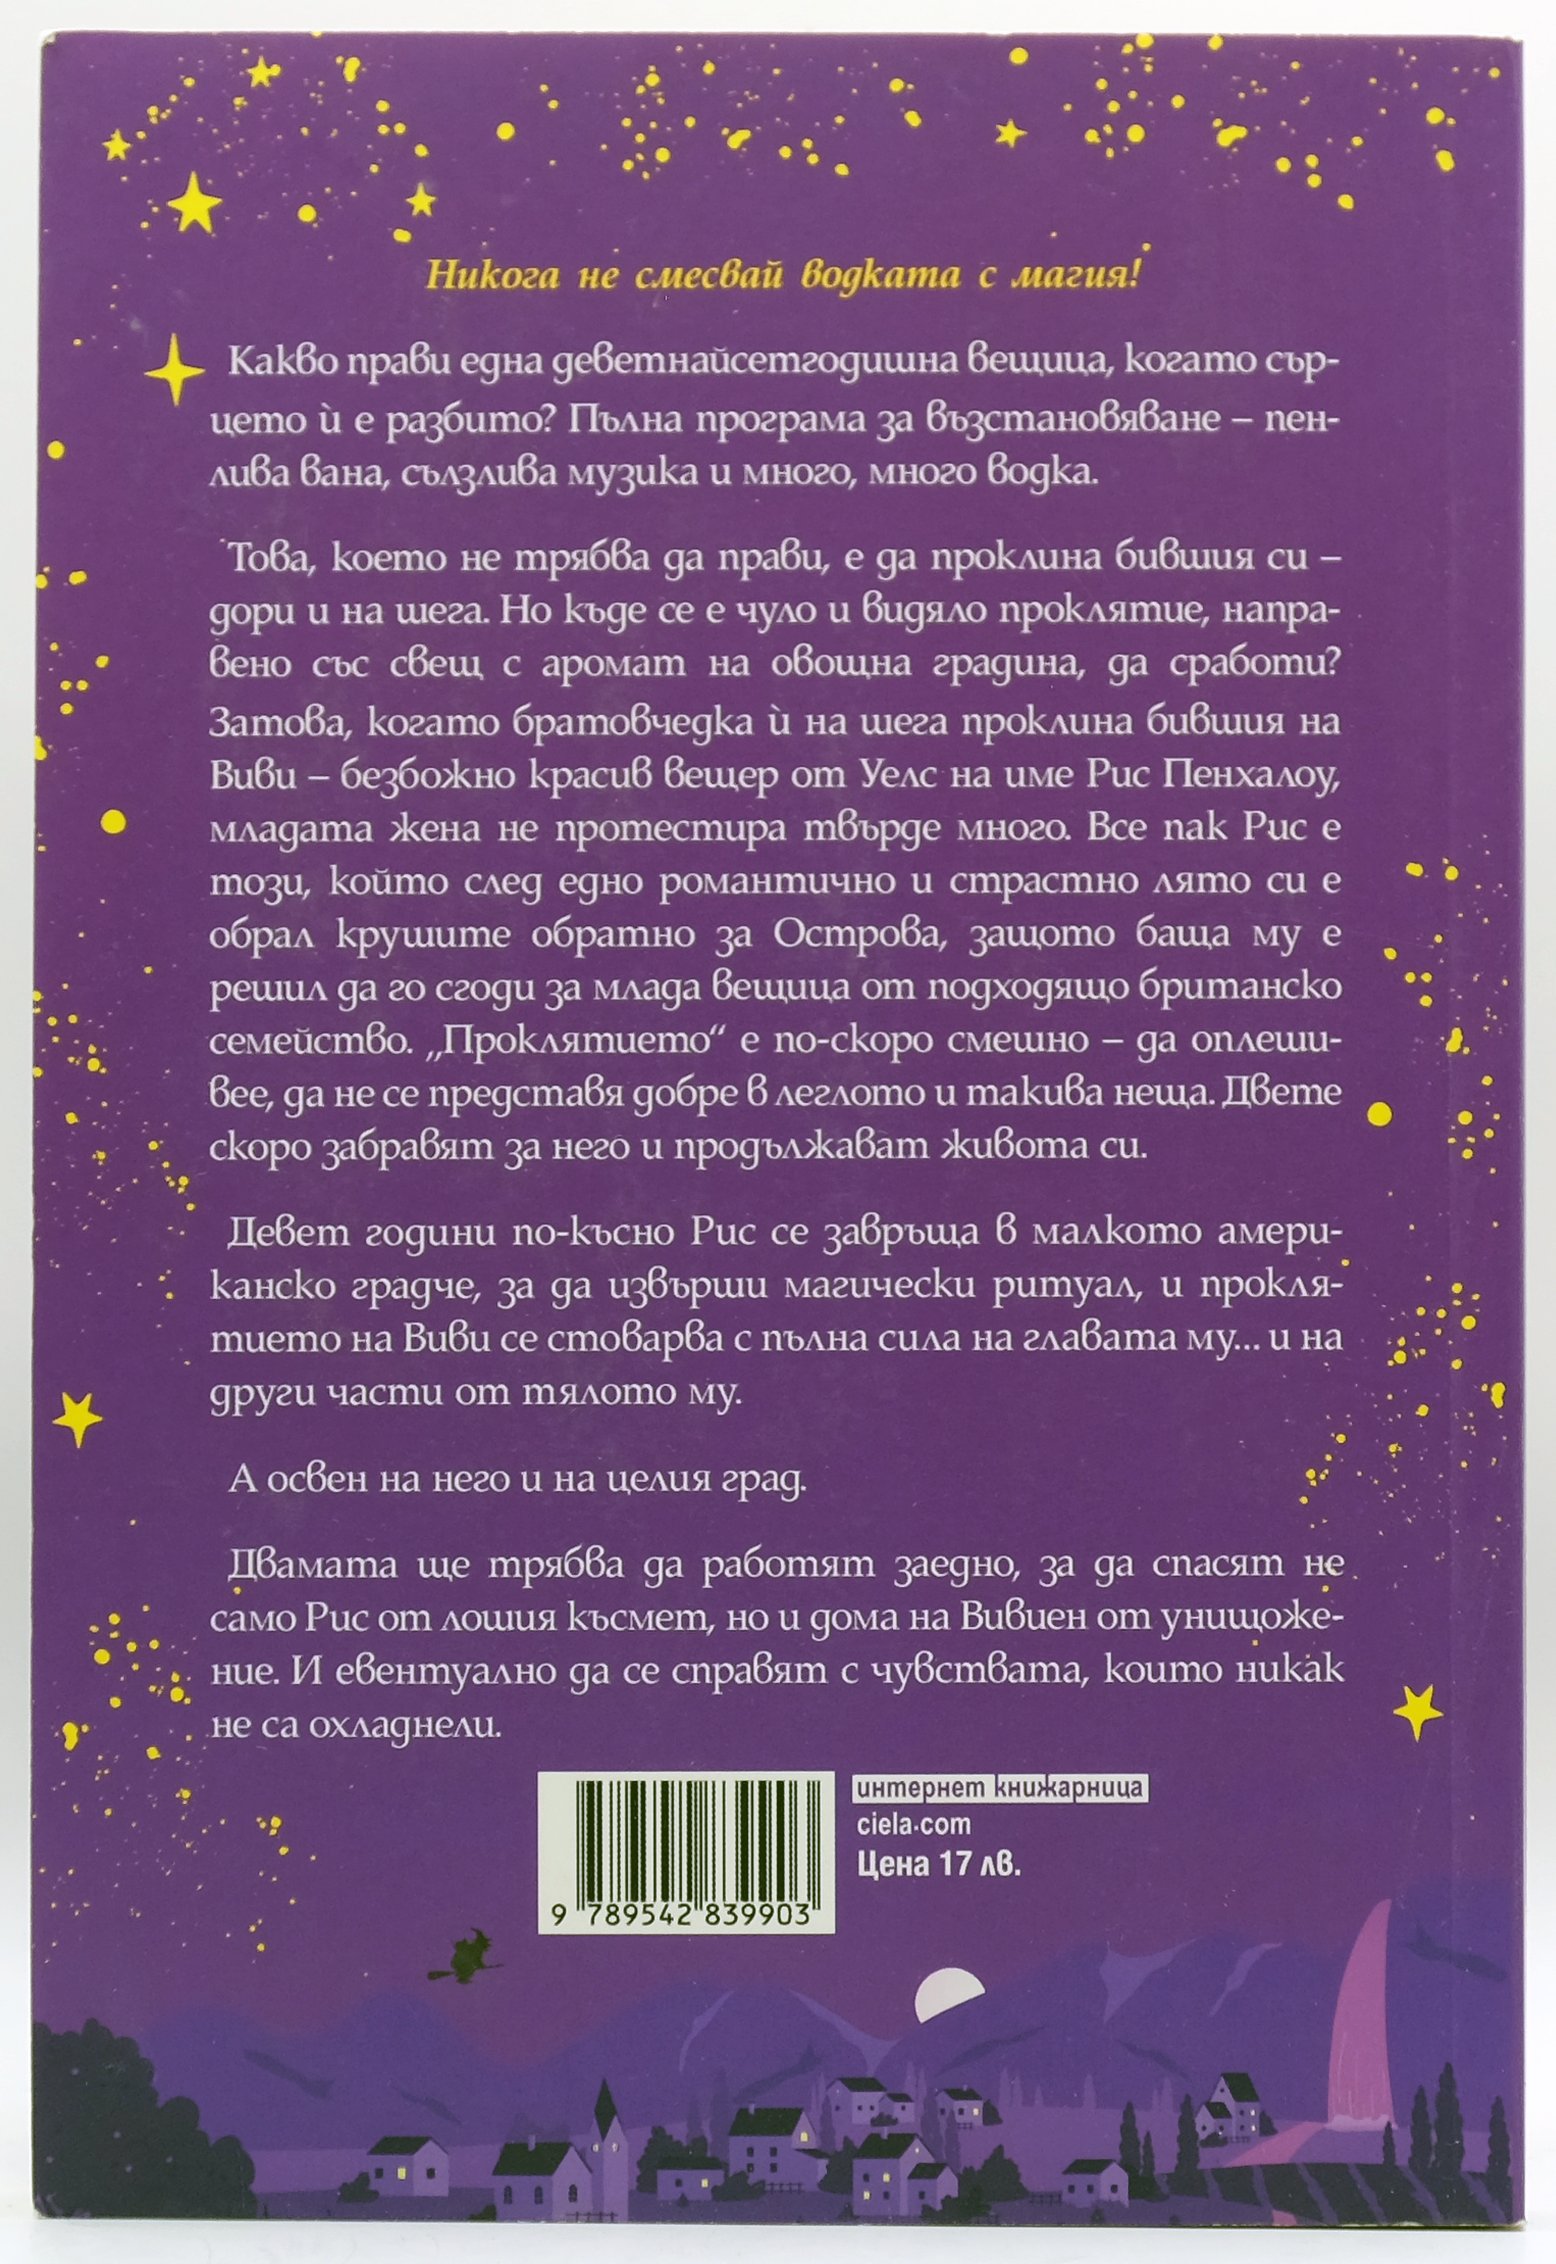 Никога не смесвай водката с магия!
Какво прави една деветнайсетгодишна вещица, когато сър-
цето ѝ е разбито? Пълна програма за възстановяване – пен-
лива вана, сълзлива музика и много, много водка.
Това, което не трябва да прави, е да проклина бившия си –
дори и на шега. Но къде се е чуло и видяло проклятие, напра-
вено със свещ с аромат на овощна градина, да сработи?
Затова, когато братовчедка ѝ на шега проклина бившия на
Виви – безбожно красив вещер от Уелс на име Рис Пенхалоу,
младата жена не протестира твърде много. Все пак Рис е
този, който след едно романтично и страстно лято си е
обрал крушите обратно за Острова, защото баща му е
решил да го сгоди за млада вещица от подходящо британско
семейство. „Проклятието“ е по-скоро смешно – да оплеши-
вее, да не се представя добре в леглото и такива неща. Двете
скоро забравят за него и продължават живота си.
Девет години по-късно Рис се завръща в малкото амери-
канско градче, за да извърши магически ритуал, и прокля-
тието на Виви се стоварва с пълна сила на главата му... и на
други части от тялото му.
А освен на него и на целия град.
Двамата ще трябва да работят заедно, за да спасят не
само Рис от лошия късмет, но и дома на Вивиен от унищоже-
ние. И евентуално да се справят с чувствата, които никак
не са охладнели.
интернет книжарница
ciela.com
Цена 17 лв.
9 789542 839903